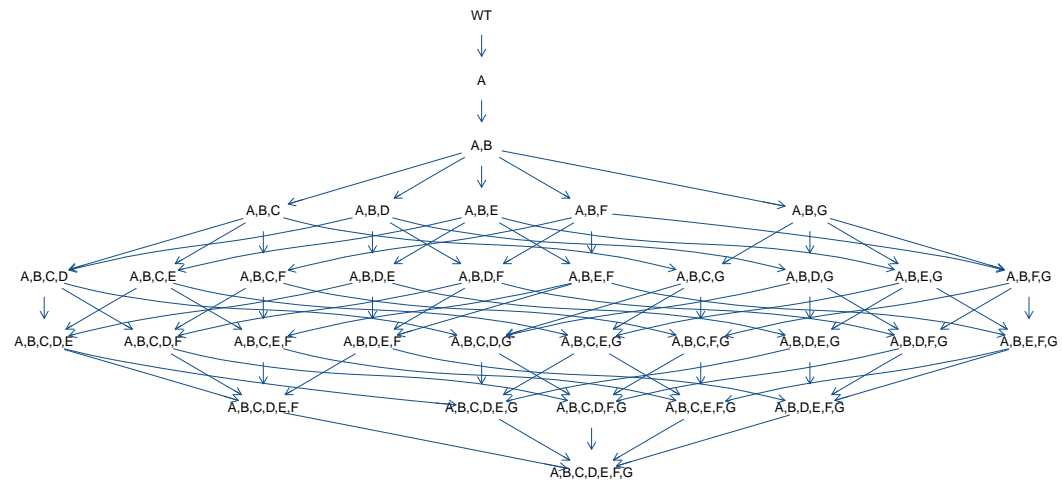 WT
A
A,B
A,B,C A,B,D A,B,E A,B,F A,B,G
A,B,C,D A,B,C,E A,B,C,F A,B,D,E A,B,D,F A,B,E,F A,B,C,G A,B,D,G A,B,E,G A,B,F,G
A,B,C,D,E A,B,C,D,F A,B,C,E,F A,B,D,E,F A,B,C,D,G A,B,C,E,G A,B,C,F,G A,B,D,E,G A,B,D,F,G A,B,E,F,G
A,B,C,D,E,F A,B,C,D,E,G A,B,C,D,F,G A,B,C,E,F,G A,B,D,E,F,G
A,B,C,D,E,F,G